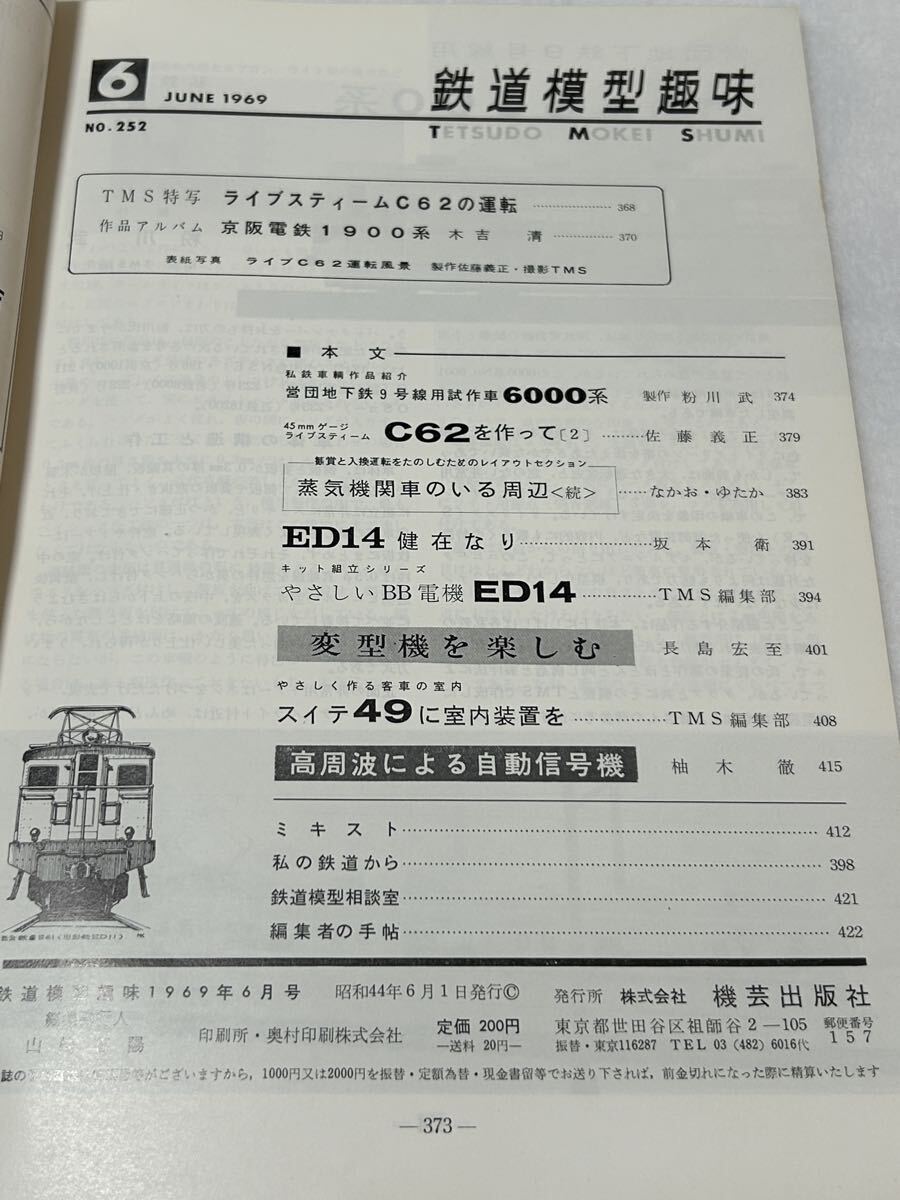 6 JUNE 1969
NO. 252
鉄道模型趣味
TETSUDO MOKEI SHUMI
TMS特写 ライブスティームC62の運転 368
作品アルバム 京阪電鉄1900系 木吉 清 370
表紙写真 ライブC62運転風景 製作佐藤義正・撮影TMS
■ 本文
私鉄車輌作品紹介
営団地下鉄9号線用試作車6000系 製作 粉川 武 374
45mmゲージ
ライブスティーム C62を作って〔2〕 佐藤義正 379
観賞と入換運転をたのしむためのレイアウトセクション
蒸気機関車のいる周辺〈続〉 なかお・ゆたか 383
ED14 健在なり 坂本 衛 391
キット組立シリーズ
やさしいBB電機 ED14 TMS編集部 394
変型機を楽しむ 長島宏至 401
やさしく作る客車の室内
スイテ49に室内装置を TMS編集部 408
高周波による自動信号機 柚木 徹 415
ミキスト 412
私の鉄道から 398
鉄道模型相談室 421
編集者の手帖 422
鉄道模型趣味1969年6月号 昭和44年6月1日発行©
印刷所・奥村印刷株式会社
定価 200円
—送料 20円—
発行所 株式会社 機芸出版社
東京都世田谷区祖師谷2—105 郵便番号 157
振替・東京116287 TEL 03 (482) 6016代
ございますから，1000円又は2000円を振替・定額為替・現金書留等でお送り下されば，前金切れになった際に精算いたします
—373—